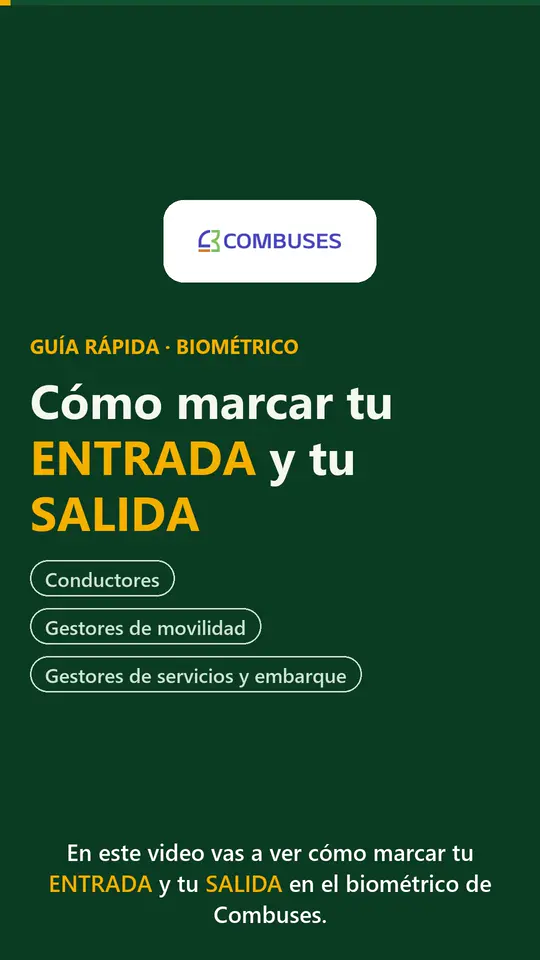 COMBUSES
GUÍA RÁPIDA · BIOMÉTRICO
Cómo marcar tu
ENTRADA y tu
SALIDA
Conductores
Gestores de movilidad
Gestores de servicios y embarque
En este video vas a ver cómo marcar tu
ENTRADA y tu SALIDA en el biométrico de
Combuses.